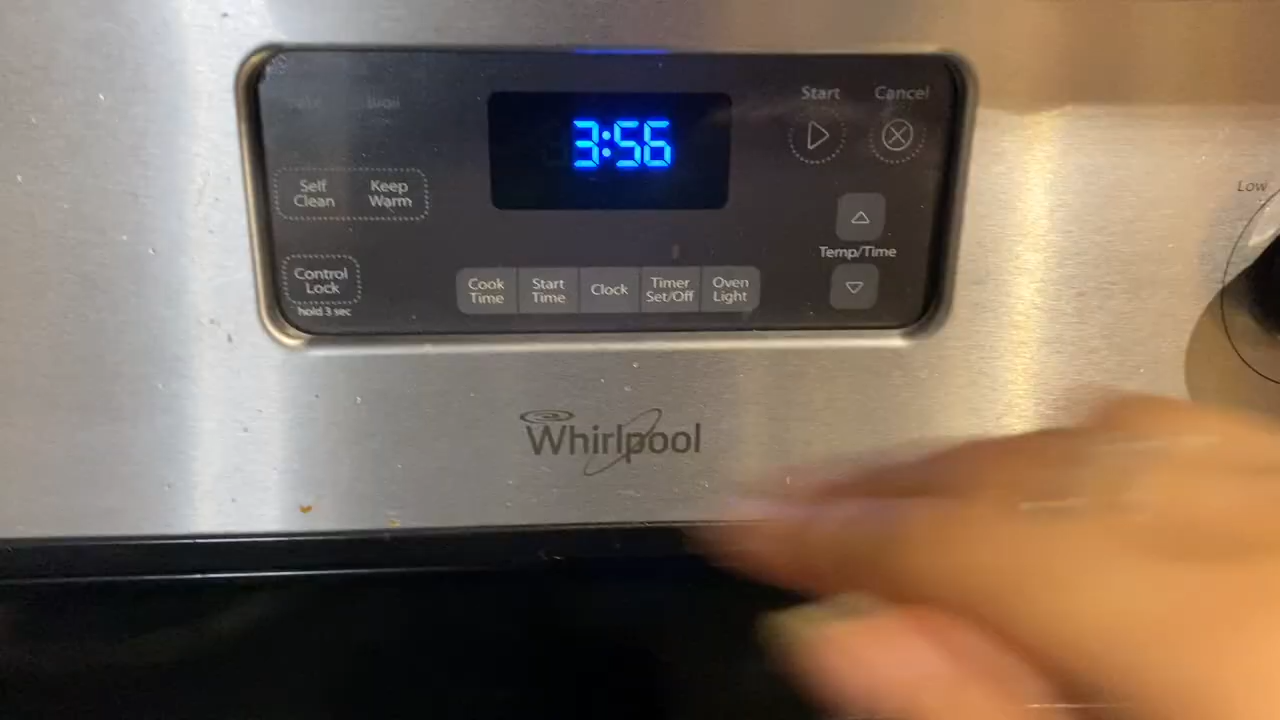 3:56
Start Cancel
Self
Clean
Keep
Warm
Low
Temp/Time
Control
Lock
hold 3 sec
Cook
Time
Start
Time
Clock
Timer
Set/Off
Oven
Light
Whirlpool